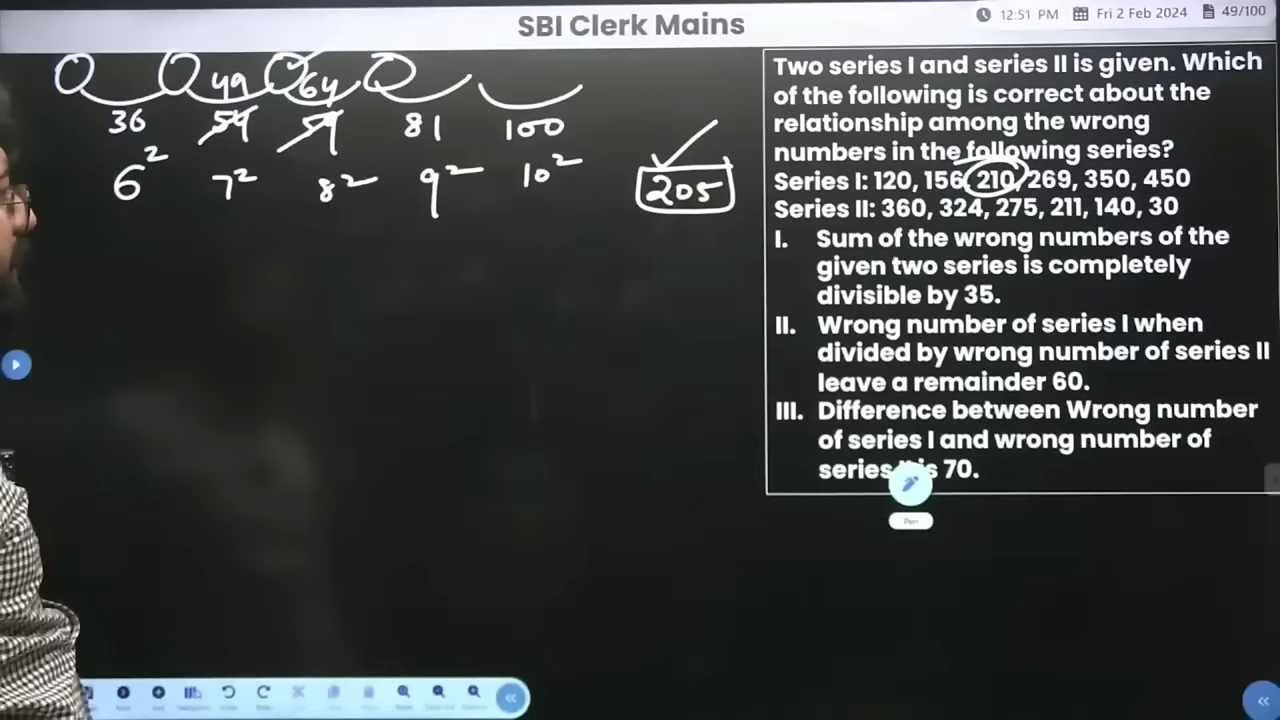 12:51 PM Fri 2 Feb 2024 49/100
SBI Clerk Mains
49 64
36 59 59 81 100
6² 7² 8² 9² 10²
205
Two series I and series II is given. Which
of the following is correct about the
relationship among the wrong
numbers in the following series?
Series I: 120, 156, 210, 269, 350, 450
Series II: 360, 324, 275, 211, 140, 30
I. Sum of the wrong numbers of the
given two series is completely
divisible by 35.
II. Wrong number of series I when
divided by wrong number of series II
leave a remainder 60.
III. Difference between Wrong number
of series I and wrong number of
series is 70.
Pen